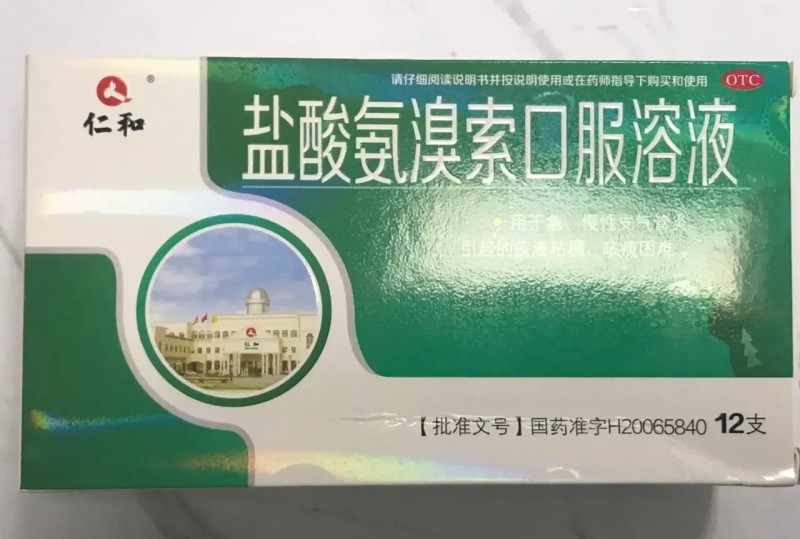 请仔细阅读说明书并按说明使用或在药师指导下购买和使用 OTC
仁和®
盐酸氨溴索口服溶液
用于急、慢性支气管炎
引起的痰液粘稠、咳痰困难。
仁和
【批准文号】国药准字H20065840 12支